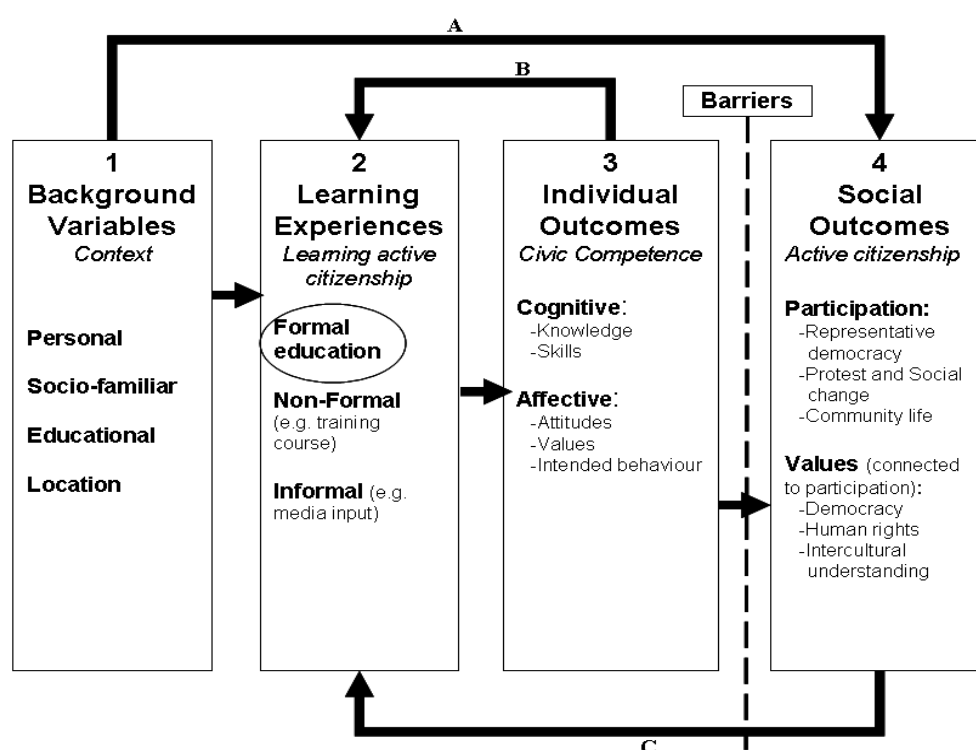 A
B
Barriers
1
Background
Variables
Context
Personal
Socio-familiar
Educational
Location
2
Learning
Experiences
Learning active
citizenship
Formal
education
Non-Formal
(e.g. training
course)
Informal (e.g.
media input)
3
Individual
Outcomes
Civic Competence
Cognitive:
-Knowledge
-Skills
Affective:
-Attitudes
-Values
-Intended behaviour
4
Social
Outcomes
Active citizenship
Participation:
-Representative
democracy
-Protest and Social
change
-Community life
Values (connected
to participation):
-Democracy
-Human rights
-Intercultural
understanding
C